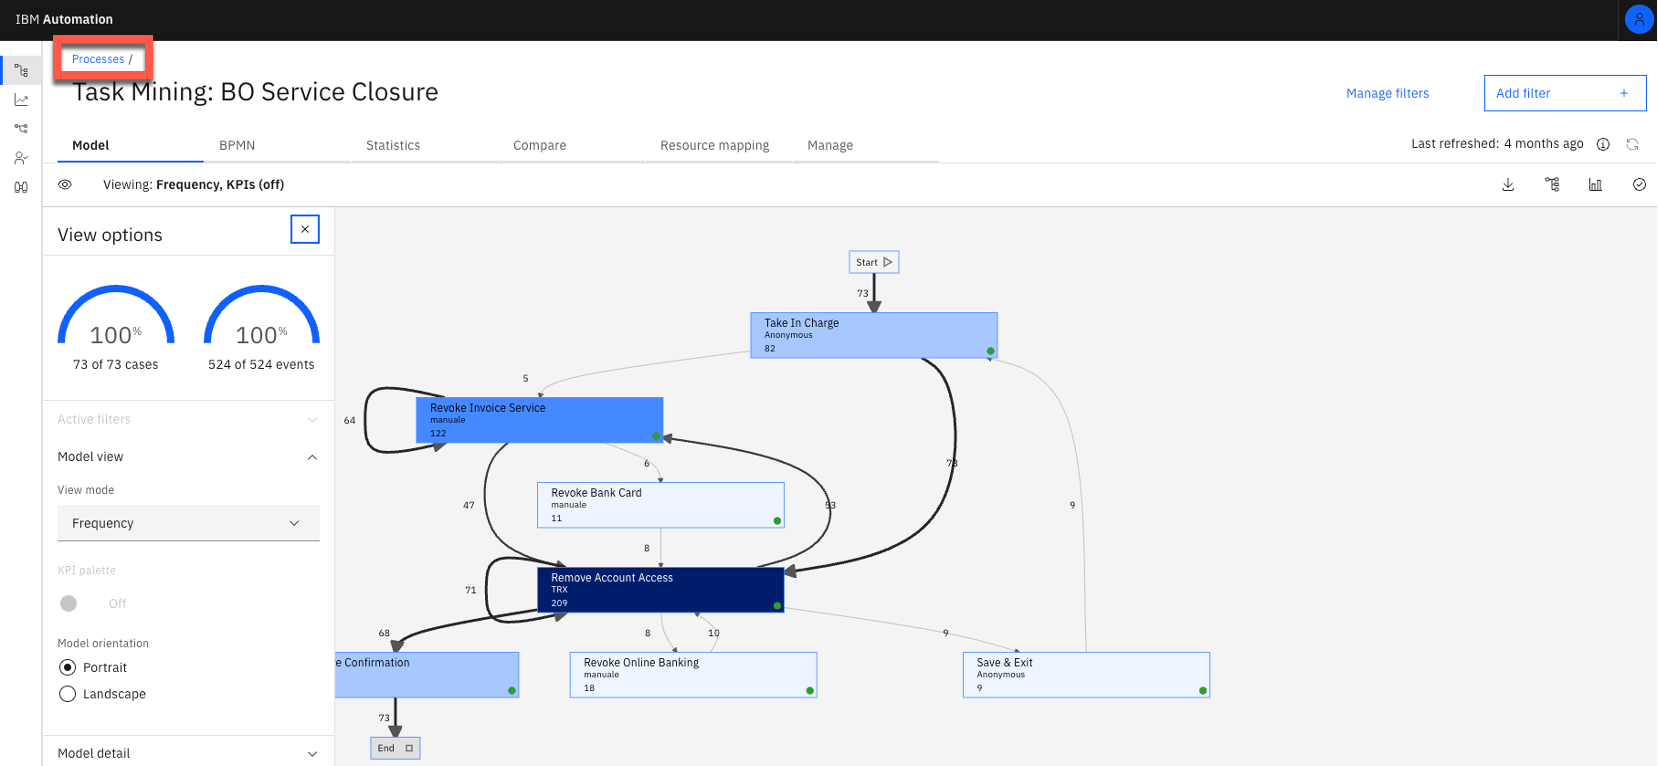 IBM Automation
Processes /
Task Mining: BO Service Closure
Manage filters
Add filter +
Model
BPMN
Statistics
Compare
Resource mapping
Manage
Last refreshed: 4 months ago
Viewing: Frequency, KPIs (off)
View options
100%
73 of 73 cases
100%
524 of 524 events
Active filters
Model view
View mode
Frequency
KPI palette
Off
Model orientation
Portrait
Landscape
Model detail
Start
73
Take In Charge
Anonymous
82
5
64
Revoke Invoice Service
manuale
122
6
73
47
Revoke Bank Card
manuale
11
53
9
8
71
Remove Account Access
TRX
209
68
8
10
9
e Confirmation
Revoke Online Banking
manuale
18
Save & Exit
Anonymous
9
73
End